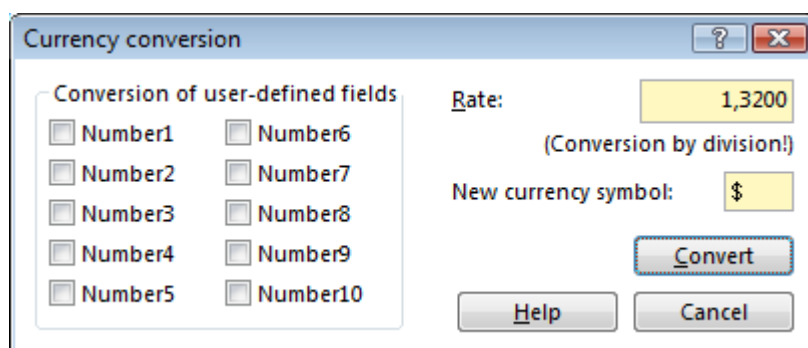 Currency conversion
Conversion of user-defined fields
Number1
Number6
Number2
Number7
Number3
Number8
Number4
Number9
Number5
Number10
Rate:
1,3200
(Conversion by division!)
New currency symbol:
$
Convert
Help
Cancel